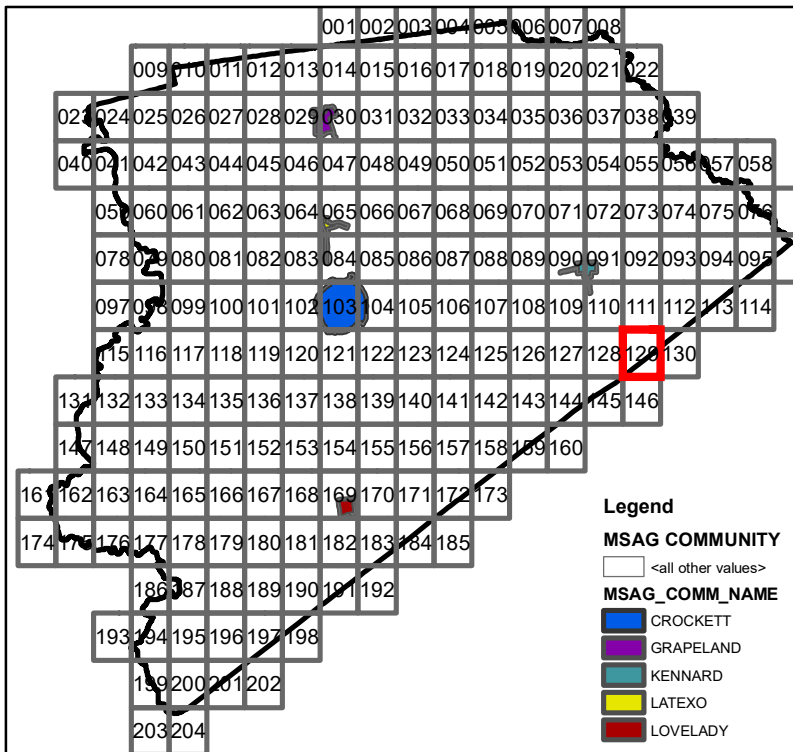 001 002 003 004 005 006 007 008
009 010 011 012 013 014 015 016 017 018 019 020 021 022
023 024 025 026 027 028 029 030 031 032 033 034 035 036 037 038 039
040 041 042 043 044 045 046 047 048 049 050 051 052 053 054 055 056 057 058
059 060 061 062 063 064 065 066 067 068 069 070 071 072 073 074 075 076
078 079 080 081 082 083 084 085 086 087 088 089 090 091 092 093 094 095
097 098 099 100 101 102 103 104 105 106 107 108 109 110 111 112 113 114
115 116 117 118 119 120 121 122 123 124 125 126 127 128 129 130
131 132 133 134 135 136 137 138 139 140 141 142 143 144 145 146
147 148 149 150 151 152 153 154 155 156 157 158 159 160
161 162 163 164 165 166 167 168 169 170 171 172 173
174 175 176 177 178 179 180 181 182 183 184 185
186 187 188 189 190 191 192
193 194 195 196 197 198
199 200 201 202
203 204
Legend
MSAG COMMUNITY
<all other values>
MSAG_COMM_NAME
CROCKETT
GRAPELAND
KENNARD
LATEXO
LOVELADY